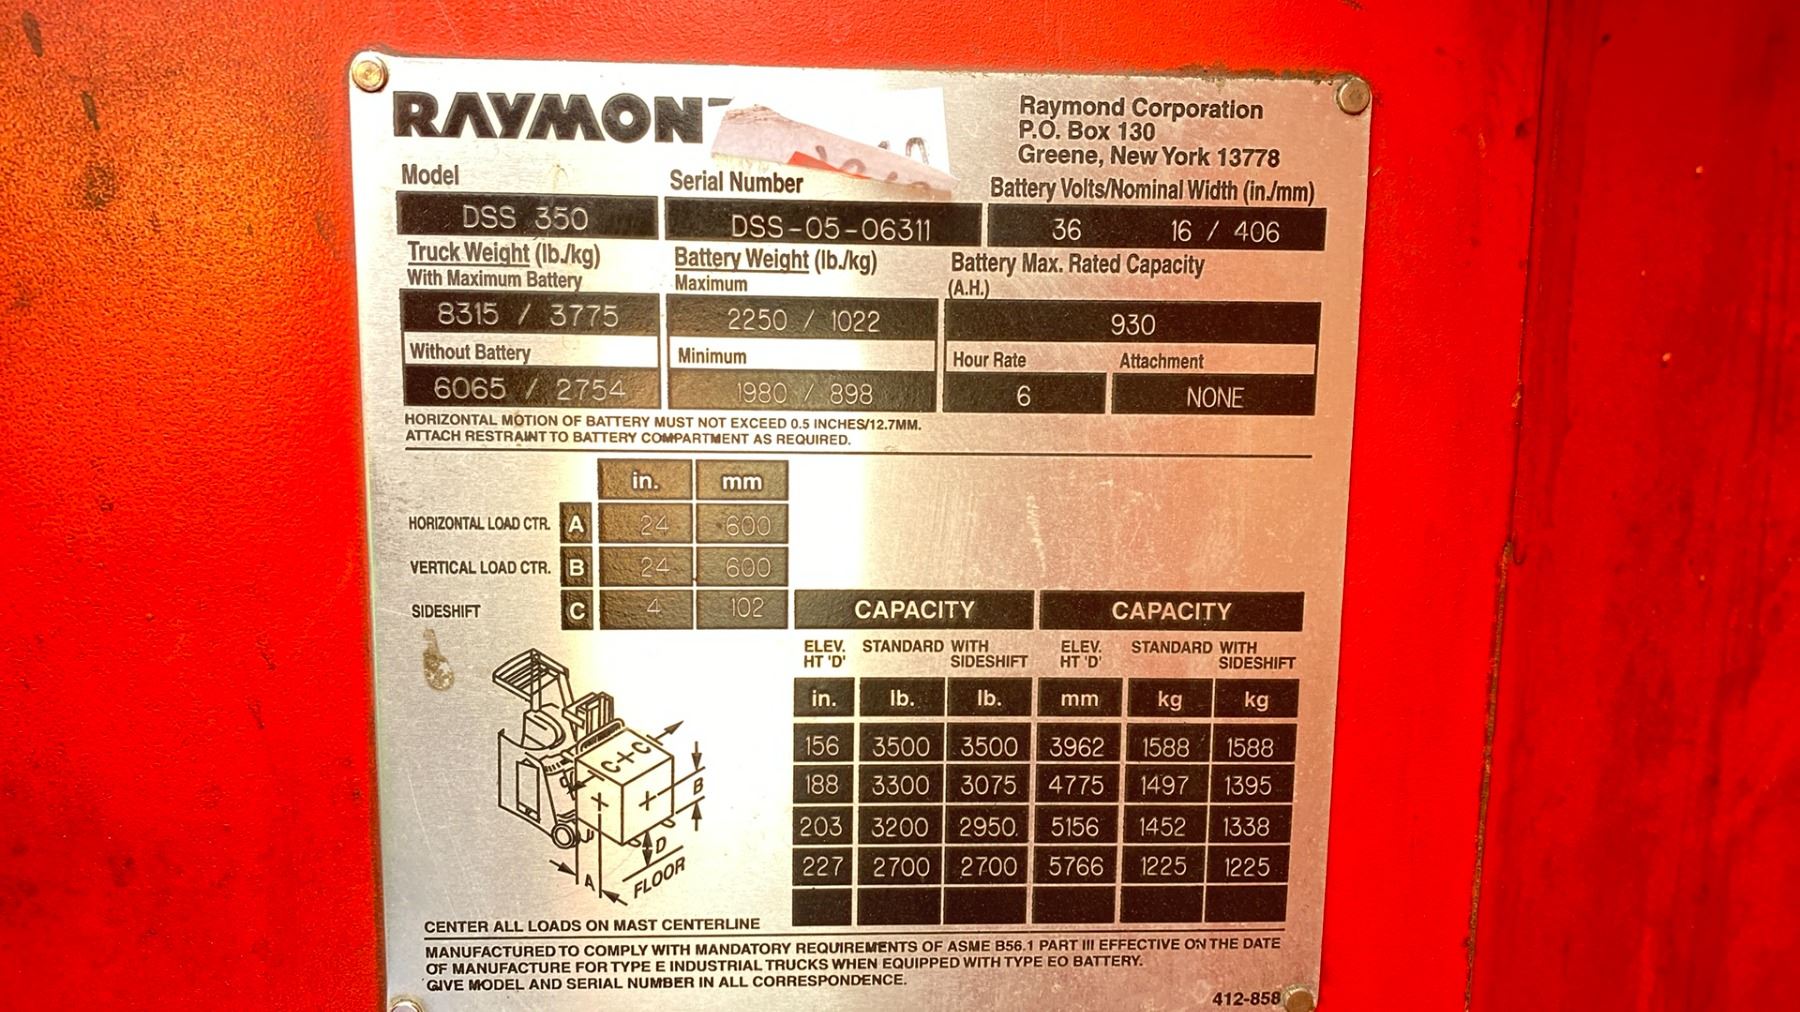 RAYMON
Raymond Corporation
P.O. Box 130
Greene, New York 13778
Model
Serial Number
Battery Volts/Nominal Width (in./mm)
DSS 350
DSS-05-06311
36 16 / 406
Truck Weight (lb./kg)
With Maximum Battery
Battery Weight (lb./kg)
Maximum
Battery Max. Rated Capacity
(A.H.)
8315 / 3775
2250 / 1022
930
Without Battery
Minimum
Hour Rate
Attachment
6065 / 2754
1980 / 898
6
NONE
HORIZONTAL MOTION OF BATTERY MUST NOT EXCEED 0.5 INCHES/12.7MM.
ATTACH RESTRAINT TO BATTERY COMPARTMENT AS REQUIRED.
in. mm
HORIZONTAL LOAD CTR. A 24 600
VERTICAL LOAD CTR. B 24 600
SIDESHIFT C 4 102
CAPACITY CAPACITY
ELEV. STANDARD WITH ELEV. STANDARD WITH
HT 'D' SIDESHIFT HT 'D' SIDESHIFT
in. lb. lb. mm kg kg
156 3500 3500 3962 1588 1588
188 3300 3075 4775 1497 1395
203 3200 2950 5156 1452 1338
227 2700 2700 5766 1225 1225
C C
B
D
A
FLOOR
CENTER ALL LOADS ON MAST CENTERLINE
MANUFACTURED TO COMPLY WITH MANDATORY REQUIREMENTS OF ASME B56.1 PART III EFFECTIVE ON THE DATE
OF MANUFACTURE FOR TYPE E INDUSTRIAL TRUCKS WHEN EQUIPPED WITH TYPE EO BATTERY.
GIVE MODEL AND SERIAL NUMBER IN ALL CORRESPONDENCE.
412-858